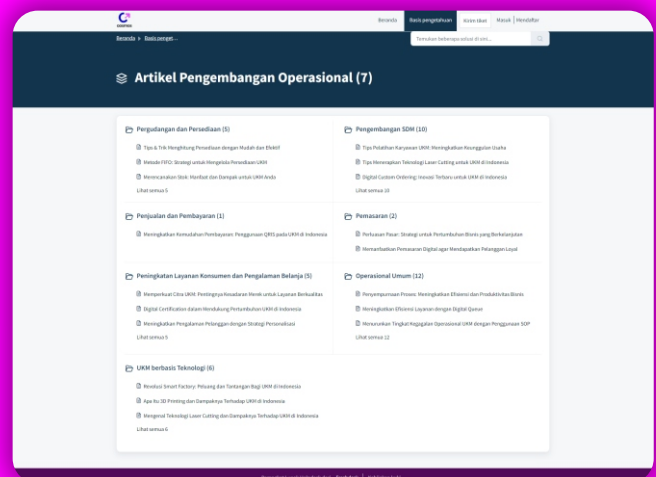 Beranda
Basis pengetahuan
Kirim tiket
Masuk | Mendaftar
Beranda
Basis penget...
Temukan beberapa solusi di sini...
Artikel Pengembangan Operasional (7)
Pergudangan dan Persediaan (5)
Tips & Trik Menghitung Persediaan dengan Mudah dan Efektif
Metode FIFO: Strategi untuk Mengelola Persediaan UKM
Merencanakan Stok: Manfaat dan Dampak untuk UKM Anda
Lihat semua 5
Pengembangan SDM (10)
Tips Pelatihan Karyawan UKM: Meningkatkan Keunggulan Usaha
Tips Menerapkan Teknologi Laser Cutting untuk UKM di Indonesia
Digital Custom Ordering: Inovasi Terbaru untuk UKM di Indonesia
Lihat semua 10
Penjualan dan Pembayaran (1)
Meningkatkan Kemudahan Pembayaran: Penggunaan QRIS pada UKM di Indonesia
Pemasaran (2)
Perluasan Pasar: Strategi untuk Pertumbuhan Bisnis yang Berkelanjutan
Memanfaatkan Pemasaran Digital agar Mendapatkan Pelanggan Loyal
Peningkatan Layanan Konsumen dan Pengalaman Belanja (5)
Memperkuat Citra UKM: Pentingnya Kesadaran Merek untuk Layanan Berkualitas
Digital Certification dalam Mendukung Pertumbuhan UKM di Indonesia
Meningkatkan Pengalaman Pelanggan dengan Strategi Personalisasi
Lihat semua 5
Operasional Umum (12)
Penyempurnaan Proses: Meningkatkan Efisiensi dan Produktivitas Bisnis
Meningkatkan Efisiensi Layanan dengan Digital Queue
Menurunkan Tingkat Kegagalan Operasional UKM dengan Penggunaan SOP
Lihat semua 12
UKM berbasis Teknologi (6)
Revolusi Smart Factory: Peluang dan Tantangan Bagi UKM di Indonesia
Apa Itu 3D Printing dan Dampaknya Terhadap UKM di Indonesia
Mengenal Teknologi Laser Cutting dan Dampaknya Terhadap UKM di Indonesia
Lihat semua 6